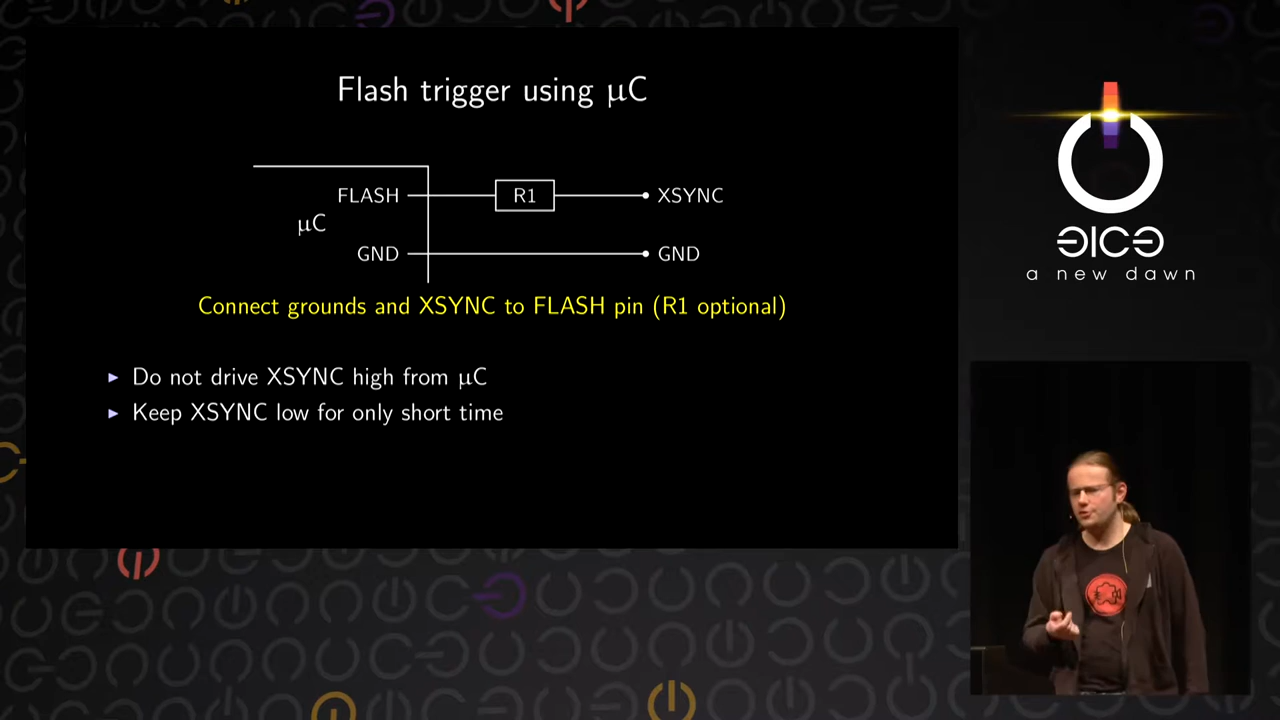 Flash trigger using µC
FLASH
R1
XSYNC
µC
GND
GND
Connect grounds and XSYNC to FLASH pin (R1 optional)
Do not drive XSYNC high from µC
Keep XSYNC low for only short time
a new dawn